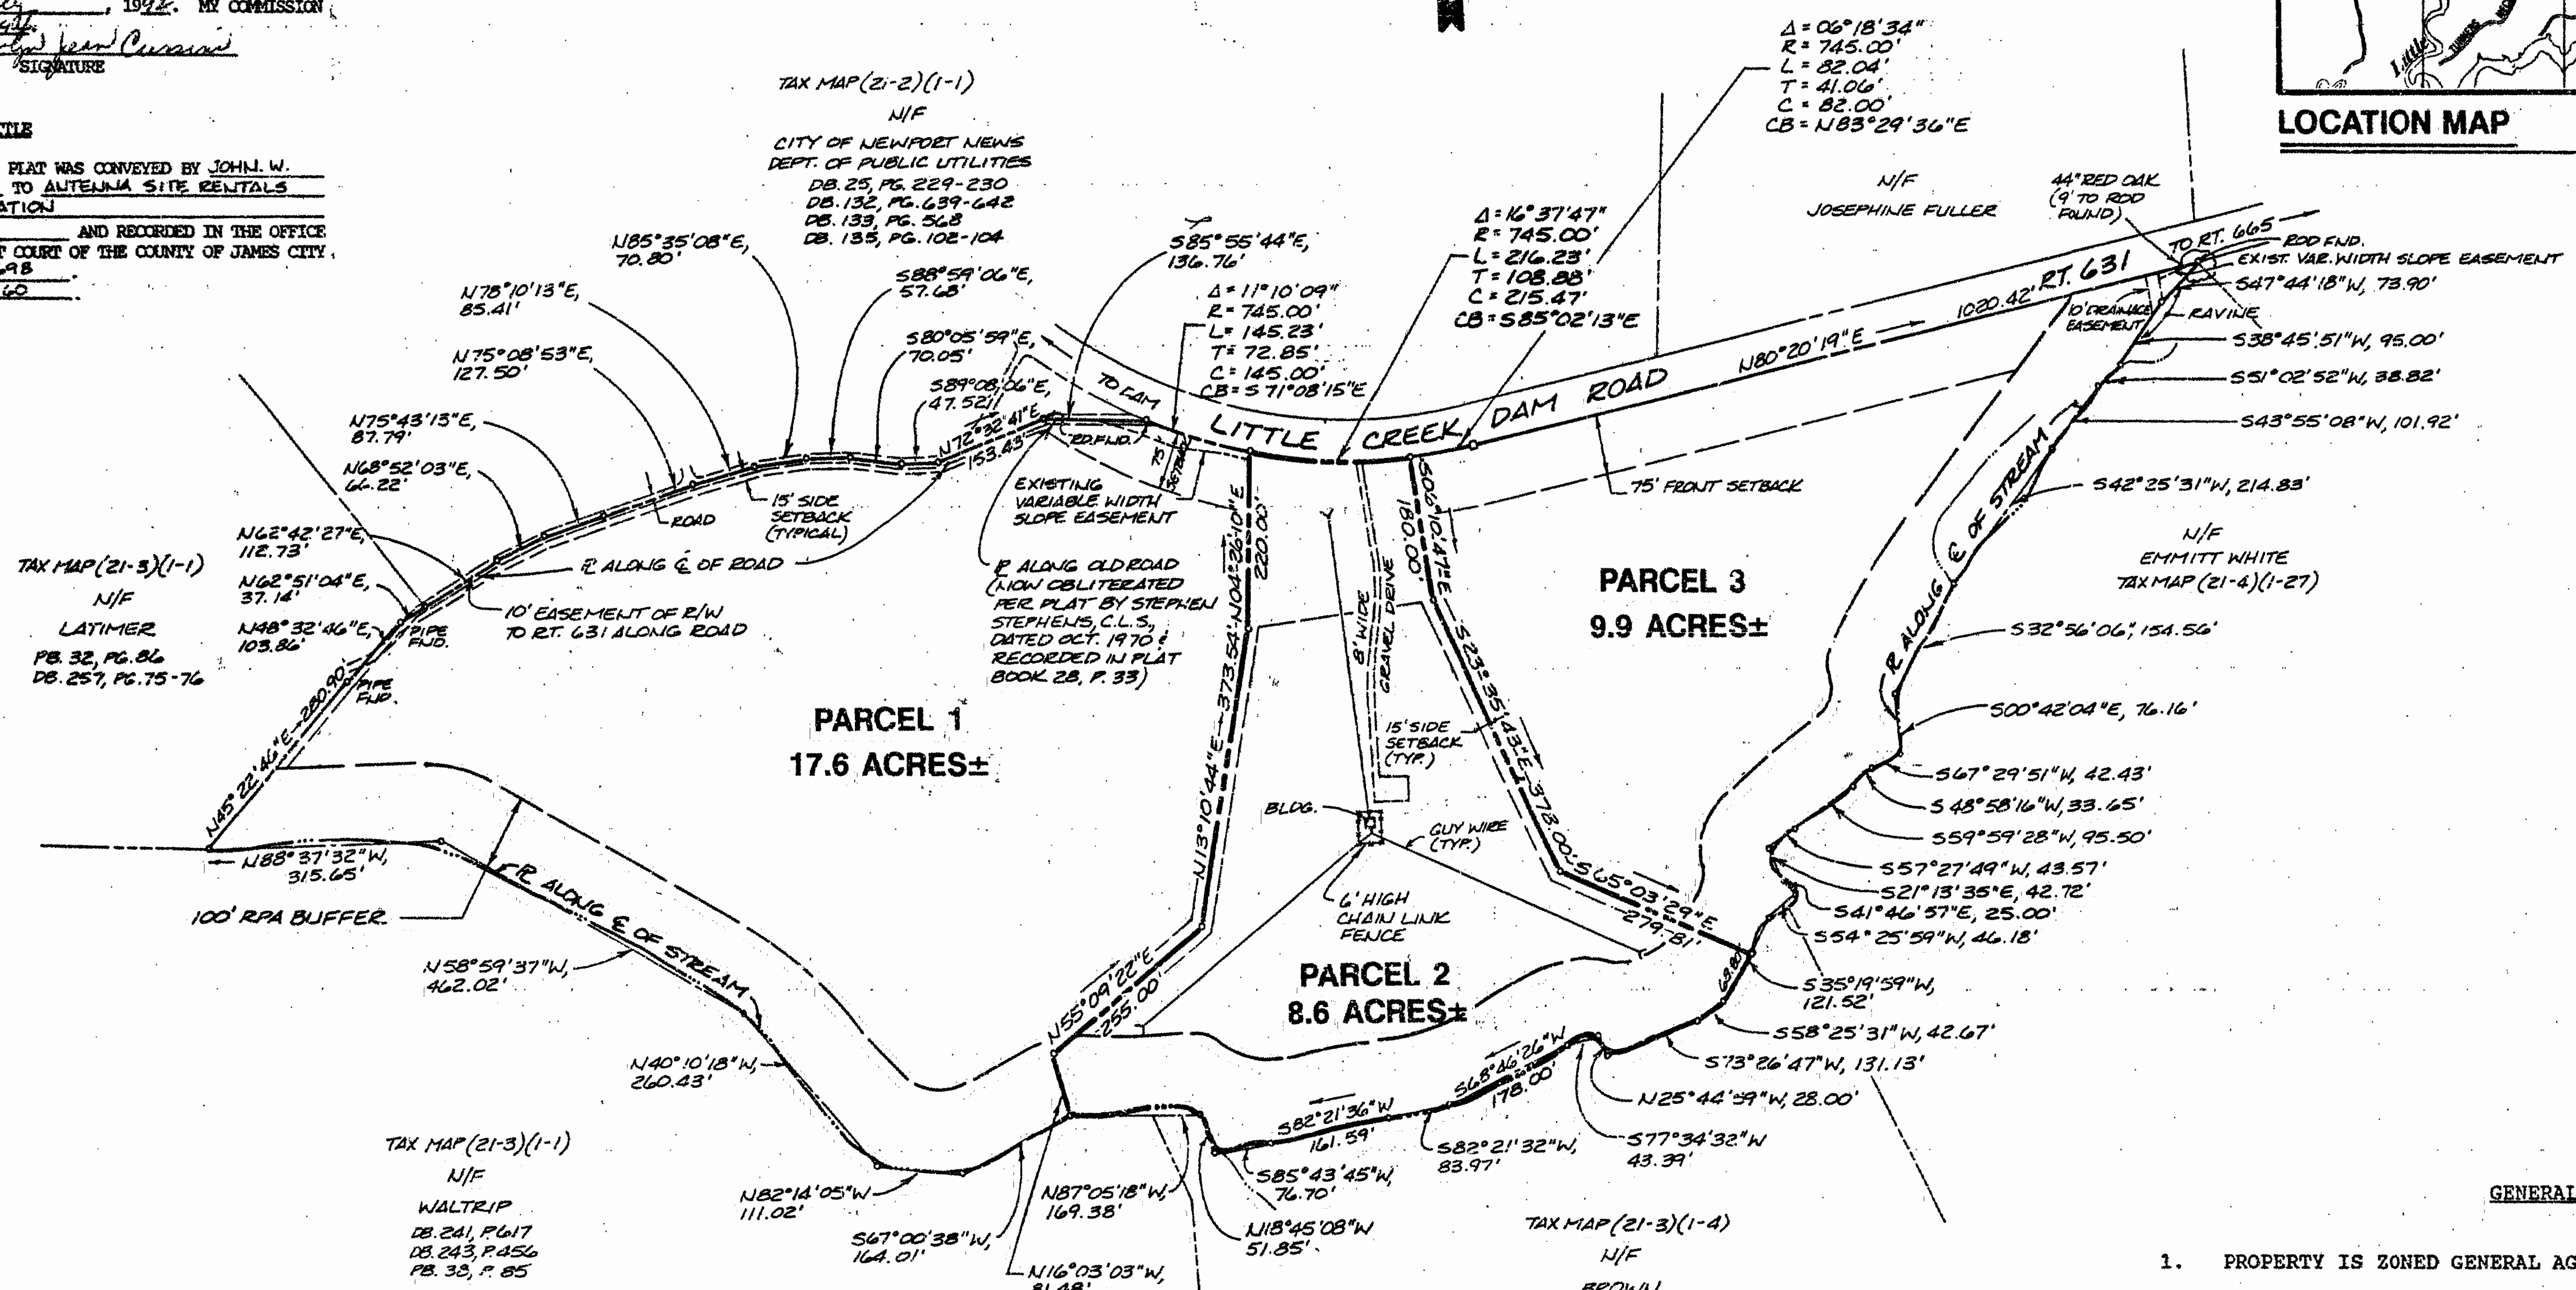 , 1992. MY COMMISSION
Jean Cussini
SIGNATURE
PLAT WAS CONVEYED BY JOHN. W.
TO ANTENNA SITE RENTALS
AND RECORDED IN THE OFFICE
COURT OF THE COUNTY OF JAMES CITY
TAX MAP (21-2)(1-1)
N/F
CITY OF NEWPORT NEWS
DEPT. OF PUBLIC UTILITIES
DB. 25, PG. 229-230
DB. 132, PG. 639-642
DB. 133, PG. 568
DB. 135, PG. 102-104
Δ = 06°18'34"
R = 745.00'
L = 82.04'
T = 41.06'
C = 82.00'
CB = N83°29'36"E
LOCATION MAP
Little
N/F
JOSEPHINE FULLER
44" RED OAK
(9' TO ROD
FOUND)
TO RT. 665
ROD FND.
EXIST. VAR. WIDTH SLOPE EASEMENT
S47°44'18"W, 73.90'
RAVINE
10' DRAINAGE
EASEMENT
S38°45'51"W, 95.00'
S51°02'52"W, 38.82'
S43°55'08"W, 101.92'
S42°25'31"W, 214.83'
N/F
EMMITT WHITE
TAX MAP (21-4)(1-27)
S32°56'06", 154.56'
S00°42'04"E, 76.16'
S67°29'51"W, 42.43'
S48°58'16"W, 33.65'
S59°59'28"W, 95.50'
S57°27'49"W, 43.57'
S21°13'35"E, 42.72'
S41°46'57"E, 25.00'
S54°25'59"W, 46.18'
S35°19'59"W,
121.52'
S58°25'31"W, 42.67'
S73°26'47"W, 131.13'
N25°44'59"W, 28.00'
S77°34'32"W
43.39'
S82°21'32"W,
83.97'
S68°46'26"W
178.00'
S82°21'36"W
161.59'
S85°43'45"W,
76.70'
N18°45'08"W
51.85'
N87°05'18"W,
169.38'
N16°03'03"W,
S67°00'38"W,
164.01'
N82°14'05"W
111.02'
N40°10'18"W,
260.43'
N58°59'37"W,
462.02'
N88°37'32"W,
315.65'
100' RPA BUFFER
℄ ALONG ℄ OF STREAM
N45°22'46"E 280.90'
PIPE
FND.
PIPE
FND.
N48°32'46"E,
103.86'
N62°51'04"E,
37.14'
N62°42'27"E,
112.73'
N68°52'03"E,
66.22'
N75°43'13"E,
87.79'
N75°08'53"E,
127.50'
N78°10'13"E,
85.41'
N85°35'08"E,
70.80'
S88°59'06"E,
57.68'
S80°05'59"E,
70.05'
S89°08'06"E,
47.52'
N72°32'41"E
153.43'
S85°55'44"E,
136.76'
Δ = 11°10'09"
R = 745.00'
L = 145.23'
T = 72.85'
C = 145.00'
CB = S71°08'15"E
Δ = 16°37'47"
R = 745.00'
L = 216.23'
T = 108.88'
C = 215.47'
CB = S85°02'13"E
TO DAM
LITTLE CREEK DAM ROAD
N80°20'19"E
1020.42'
RT. 631
75' FRONT SETBACK
75'
SETBACK
ROAD
15' SIDE
SETBACK
(TYPICAL)
℄ ALONG ℄ OF ROAD
10' EASEMENT OF R/W
TO RT. 631 ALONG ROAD
EXISTING
VARIABLE WIDTH
SLOPE EASEMENT
℄ ALONG OLD ROAD
(NOW OBLITERATED
PER PLAT BY STEPHEN
STEPHENS, C.L.S.,
DATED OCT. 1970 &
RECORDED IN PLAT
BOOK 28, P. 33)
TAX MAP (21-3)(1-1)
N/F
LATIMER
PB. 32, PG. 86
DB. 257, PG. 75-76
PARCEL 1
17.6 ACRES±
N04°26'10"E
220.00'
N13°10'44"E 373.54'
N55°09'22"E
255.00'
8' WIDE
GRAVEL DRIVE
S06°10'47"E
180.00'
S23°35'43"E 378.00'
S65°03'29"E
279.81'
63.80'
15' SIDE
SETBACK
(TYP.)
BLDG.
GUY WIRE
(TYP.)
6' HIGH
CHAIN LINK
FENCE
PARCEL 2
8.6 ACRES±
PARCEL 3
9.9 ACRES±
℄ ALONG ℄ OF STREAM
TAX MAP (21-3)(1-1)
N/F
WALTRIP
DB. 241, P. 617
DB. 243, P. 456
PB. 38, P. 85
TAX MAP (21-3)(1-4)
N/F
BROWN
GENERAL
1. PROPERTY IS ZONED GENERAL AG